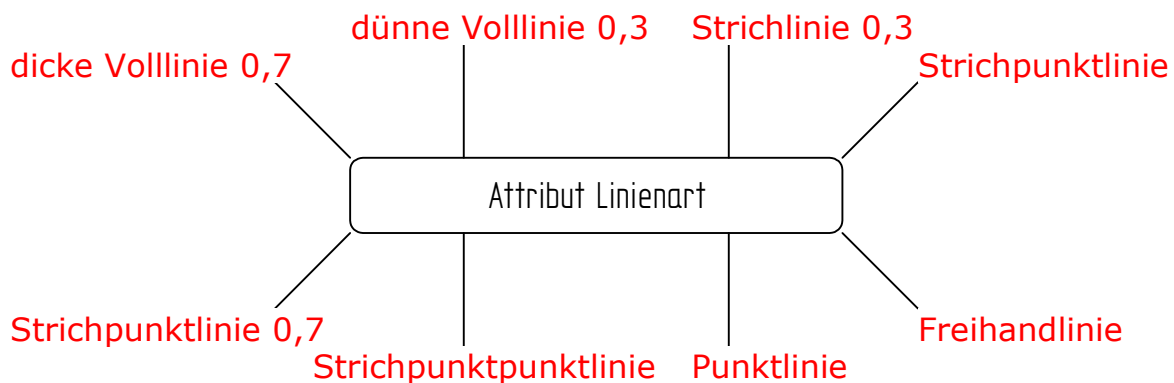 dünne Volllinie 0,3
Strichlinie 0,3
dicke Volllinie 0,7
Strichpunktlinie
Attribut Linienart
Strichpunktlinie 0,7
Freihandlinie
Strichpunktpunktlinie
Punktlinie